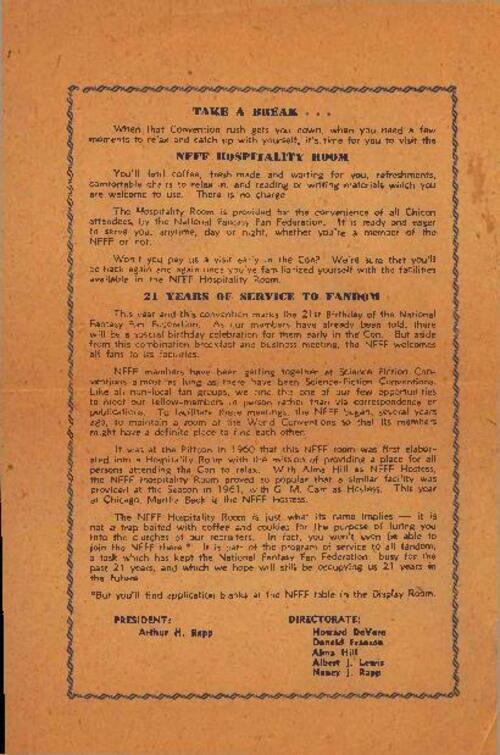 TAKE A BREAK . . .
When that Convention rush gets you down, when you need a few
moments to relax and catch up with yourself, it's time for you to visit the
NFFF HOSPITALITY ROOM
You'll find coffee, fresh-made and waiting for you, refreshments,
comfortable chairs to relax in, and reading or writing materials which you
are welcome to use. There is no charge.
The Hospitality Room is provided for the convenience of all Chicon
attendees, by the National Fantasy Fan Federation. It is ready and eager
to serve you, anytime, day or night, whether you're a member of the
NFFF or not.
Won't you pay us a visit early in the Con? We're sure that you'll
be back again and again once you've familiarized yourself with the facilities
available in the NFFF Hospitality Room.
21 YEARS OF SERVICE TO FANDOM
This year and this convention marks the 21st Birthday of the National
Fantasy Fan Federation. As our members have already been told, there
will be a special birthday celebration for them early in the Con. But aside
from this combination breakfast and business meeting, the NFFF welcomes
all fans to its facilities.
NFFF members have been getting together at Science Fiction Con-
ventions almost as long as there have been Science-Fiction Conventions.
Like all non-local fan groups, we find this one of our few opportunities
to meet our fellow-members in person rather than via correspondence or
publications. To facilitate these meetings, the NFFF began, several years
ago, to maintain a room at the World Conventions so that its members
might have a definite place to find each other.
It was at the Pittcon in 1960 that this NFFF room was first elabor-
ated into a Hospitality Room with the mission of providing a place for all
persons attending the Con to relax. With Alma Hill as NFFF Hostess,
the NFFF Hospitality Room proved so popular that a similar facility was
provided at the Seacon in 1961, with G. M. Carr as Hostess. This year
at Chicago, Martha Beck is the NFFF Hostess.
The NFFF Hospitality Room is just what its name implies — it is
not a trap baited with coffee and cookies for the purpose of luring you
into the clutches of our recruiters. In fact, you won't even be able to
join the NFFF there.* It is part of the program of service to all fandom,
a task which has kept the National Fantasy Fan Federation busy for the
past 21 years, and which we hope will still be occupying us 21 years in
the future.
*But you'll find application blanks at the NFFF table in the Display Room.
PRESIDENT:
Arthur H. Rapp
DIRECTORATE:
Howard DeVore
Donald Franson
Alma Hill
Albert J. Lewis
Nancy J. Rapp